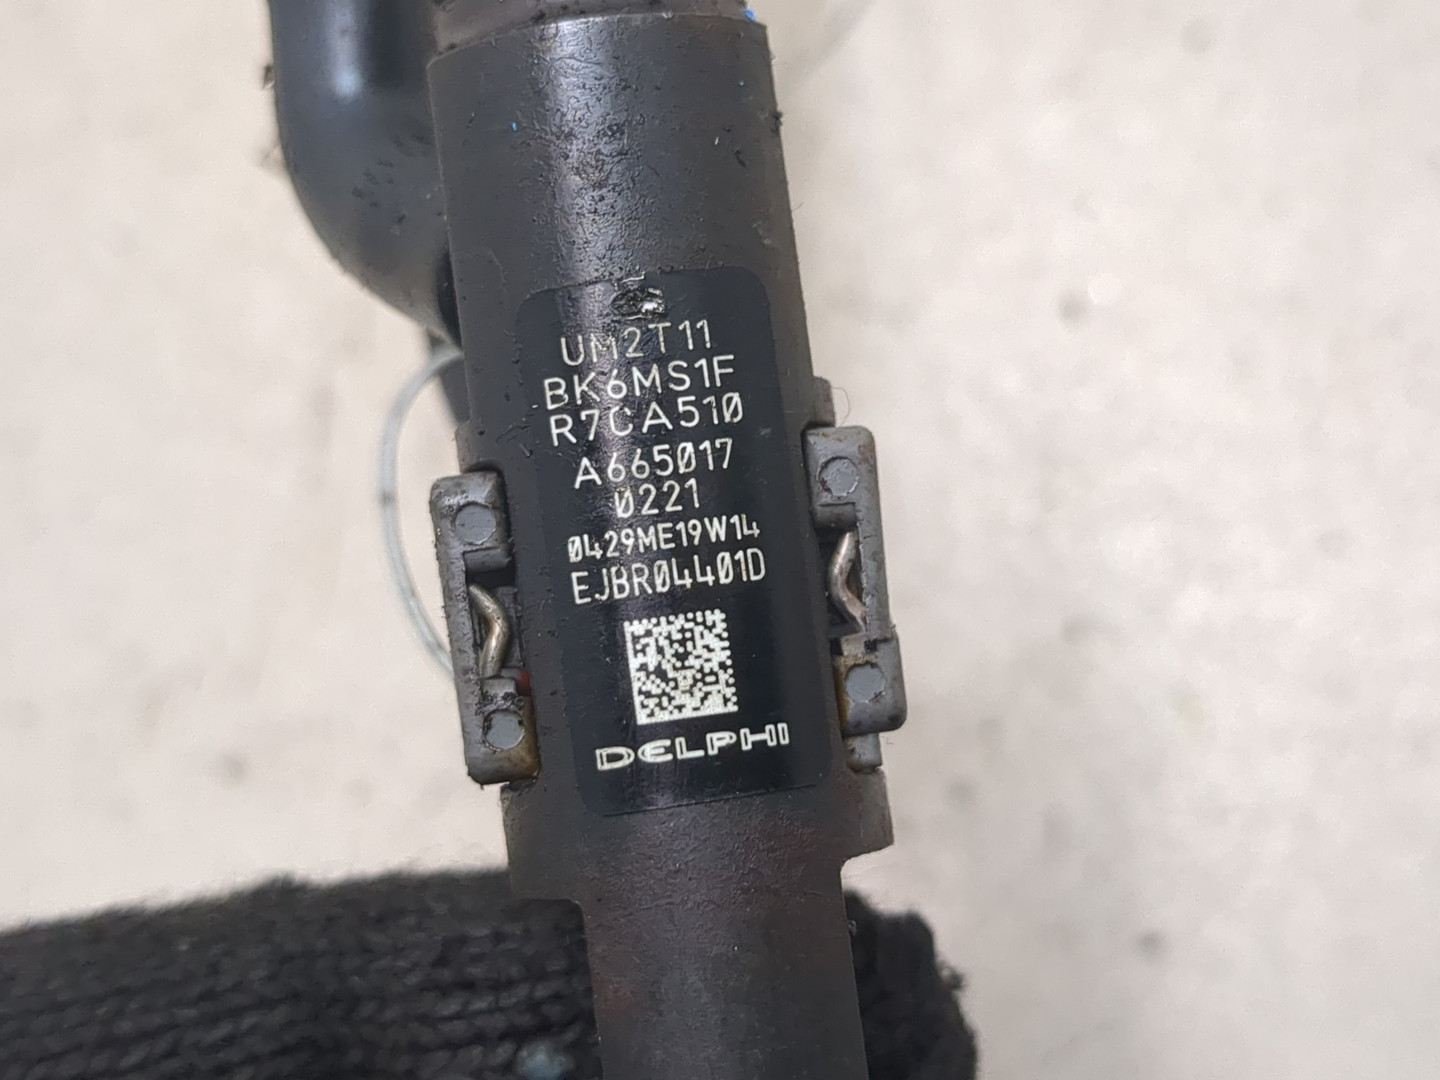 UM2T11
BK6MS1F
R7CA510
A665017
0221
0429ME19W14
EJBR04401D
DELPHI